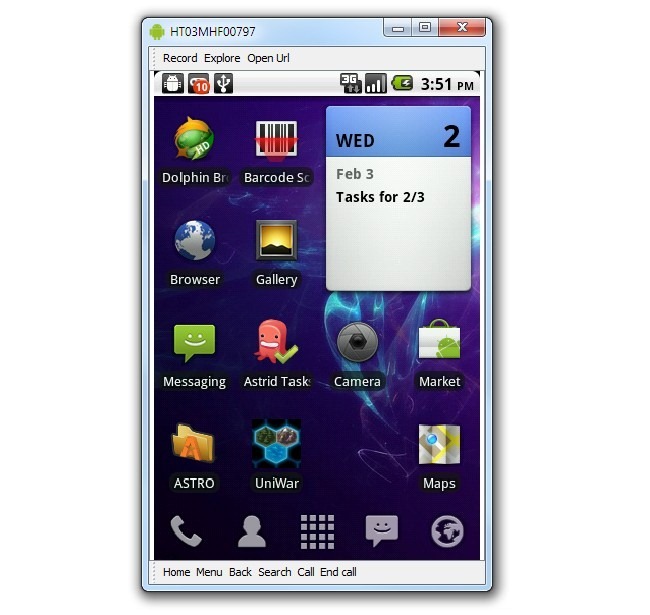 HT03MHF00797
Record Explore Open Url
10 3G 3:51 PM
WED 2
Feb 3
Tasks for 2/3
HD
Dolphin Br
Barcode Sc
Browser
Gallery
Messaging
Astrid Task
Camera
Market
ASTRO
UniWar
Maps
Home Menu Back Search Call End call